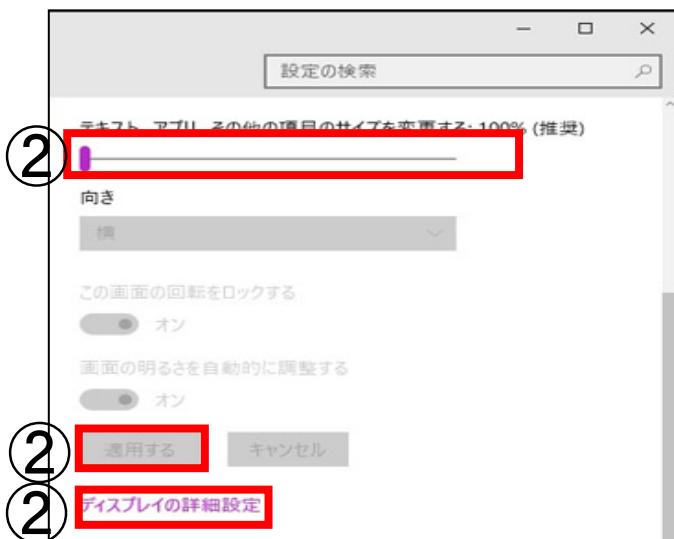 設定の検索
テキスト、アプリ、その他の項目のサイズを変更する: 100% (推奨)
②
向き
横
この画面の回転をロックする
オン
画面の明るさを自動的に調整する
オン
② 適用する キャンセル
② ディスプレイの詳細設定